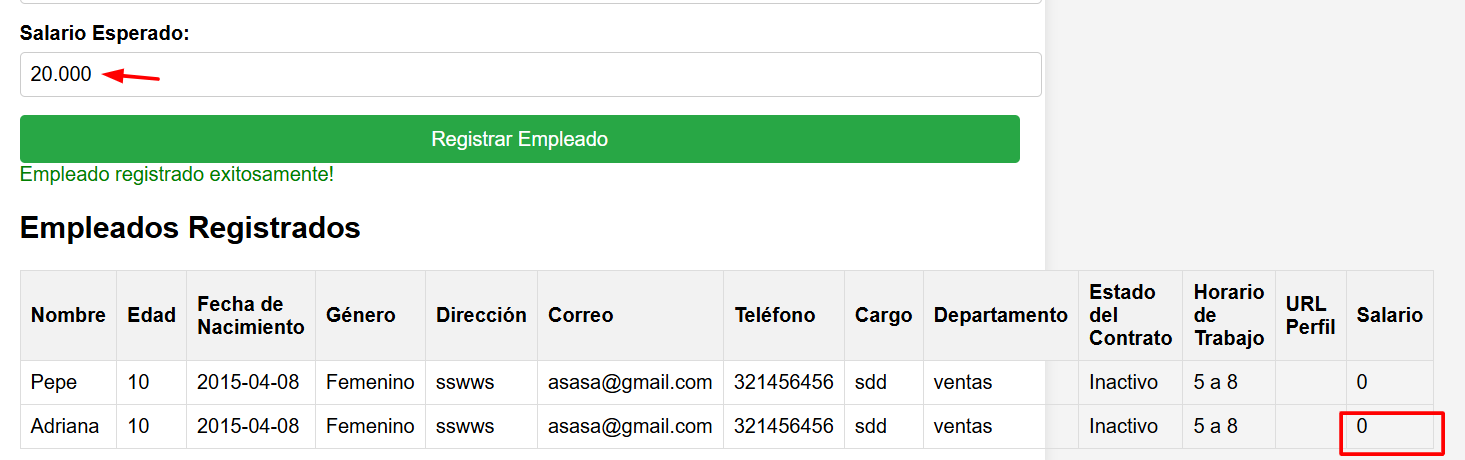 Salario Esperado:
20.000
Registrar Empleado
Empleado registrado exitosamente!
Empleados Registrados
Nombre Edad Fecha de Nacimiento Género Dirección Correo Teléfono Cargo Departamento Estado del Contrato Horario de Trabajo URL Perfil Salario
Pepe 10 2015-04-08 Femenino sswws asasa@gmail.com 321456456 sdd ventas Inactivo 5 a 8 0
Adriana 10 2015-04-08 Femenino sswws asasa@gmail.com 321456456 sdd ventas Inactivo 5 a 8 0